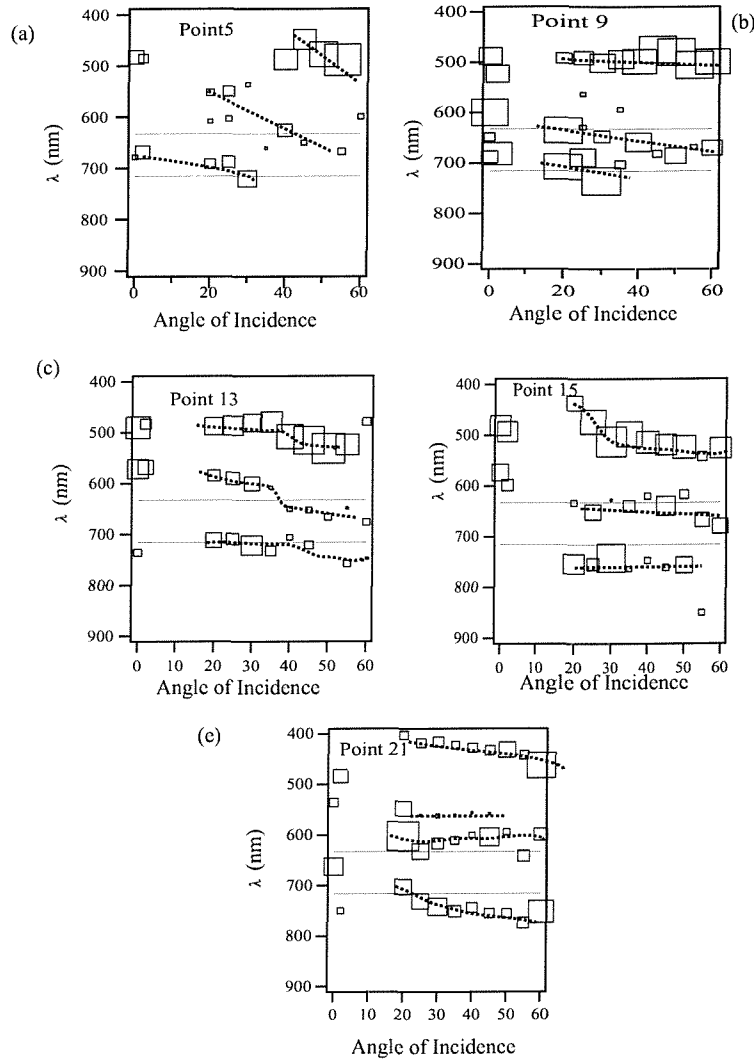 (a)
Point5
400
500
600
700
800
900
λ (nm)
0 20 40 60
Angle of Incidence
(b)
Point 9
400
500
600
700
800
900
λ (nm)
0 20 40 60
Angle of Incidence
(c)
Point 13
400
500
600
700
800
900
λ (nm)
0 10 20 30 40 50 60
Angle of Incidence
Point 15
400
500
600
700
800
900
λ (nm)
0 10 20 30 40 50 60
Angle of Incidence
(e)
Point 21
400
500
600
700
800
900
λ (nm)
0 10 20 30 40 50 60
Angle of Incidence